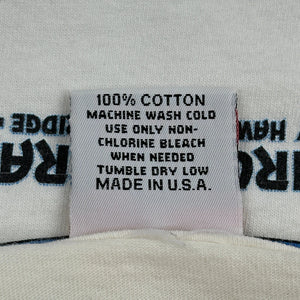 100% COTTON
MACHINE WASH COLD
USE ONLY NON-
CHLORINE BLEACH
WHEN NEEDED
TUMBLE DRY LOW
MADE IN U.S.A.